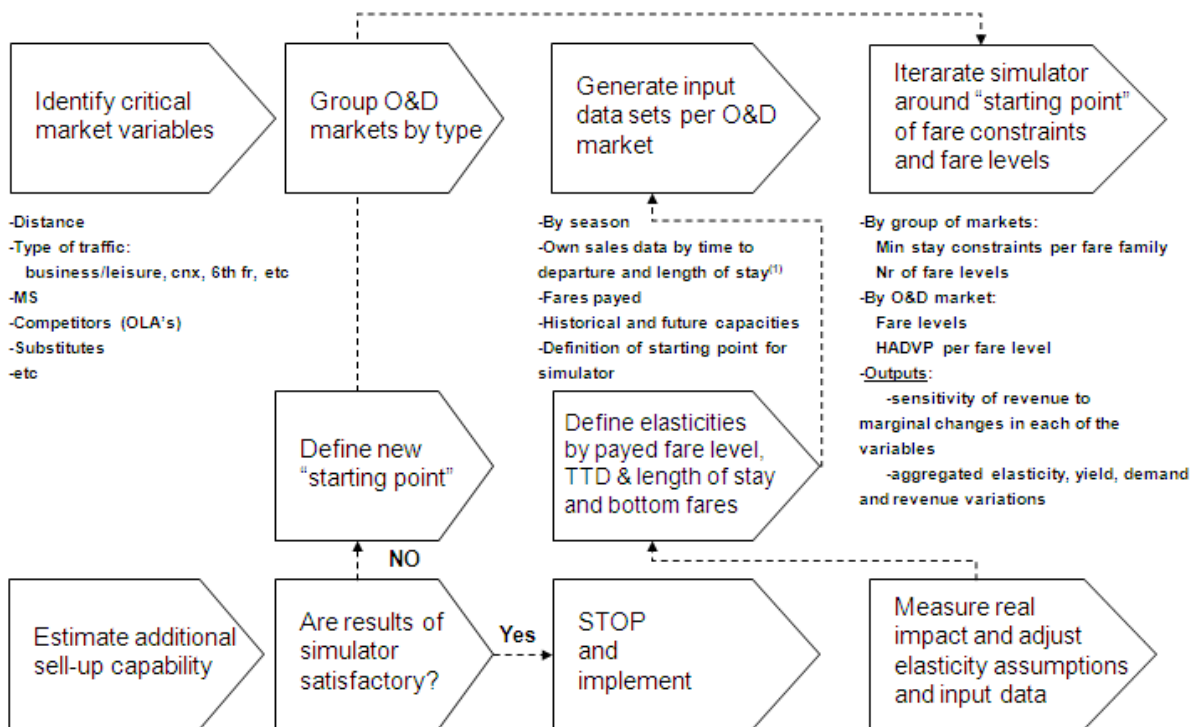 Identify critical
market variables
Group O&D
markets by type
Generate input
data sets per O&D
market
Iterarate simulator
around “starting point”
of fare constraints
and fare levels
-Distance
-Type of traffic:
business/leisure, cnx, 6th fr, etc
-MS
-Competitors (OLA's)
-Substitutes
-etc
-By season
-Own sales data by time to
departure and length of stay(1)
-Fares payed
-Historical and future capacities
-Definition of starting point for
simulator
-By group of markets:
Min stay constraints per fare family
Nr of fare levels
-By O&D market:
Fare levels
HADVP per fare level
-Outputs:
-sensitivity of revenue to
marginal changes in each of the
variables
-aggregated elasticity, yield, demand
and revenue variations
Define new
“starting point”
Define elasticities
by payed fare level,
TTD & length of stay
and bottom fares
NO
Estimate additional
sell-up capability
Are results of
simulator
satisfactory?
Yes
STOP
and
implement
Measure real
impact and adjust
elasticity assumptions
and input data